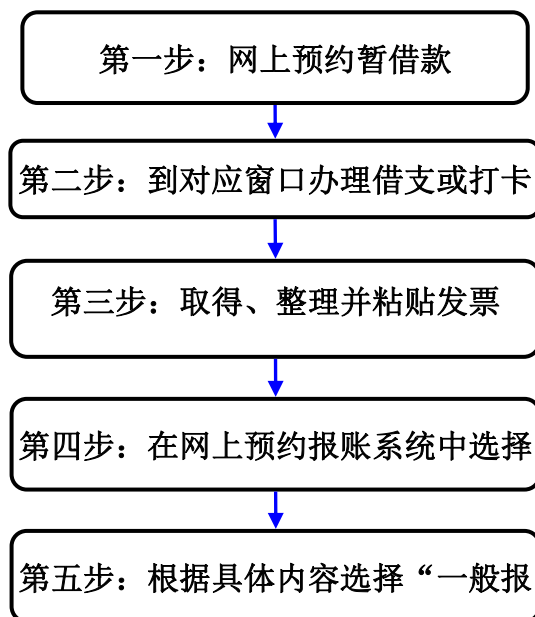 第一步：网上预约暂借款
第二步：到对应窗口办理借支或打卡
第三步：取得、整理并粘贴发票
第四步：在网上预约报账系统中选择
第五步：根据具体内容选择“一般报